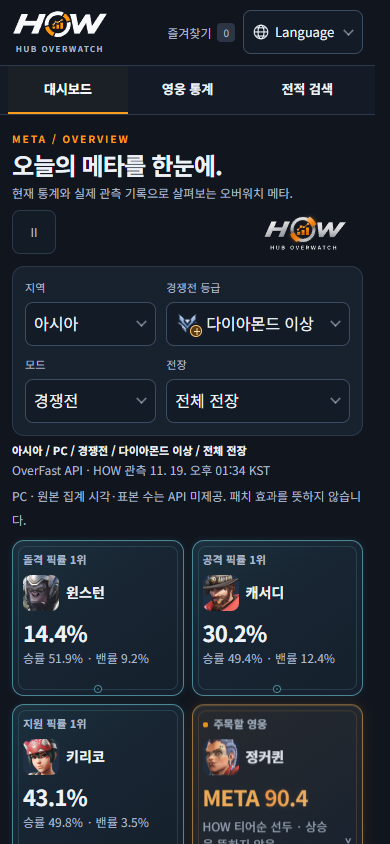 HOW
HUB OVERWATCH
즐겨찾기 0
Language
대시보드 영웅 통계 전적 검색
META / OVERVIEW
오늘의 메타를 한눈에.
현재 통계와 실제 관측 기록으로 살펴보는 오버워치 메타.
HOW
HUB OVERWATCH
지역 경쟁전 등급
아시아 다이아몬드 이상
모드 전장
경쟁전 전체 전장
아시아 / PC / 경쟁전 / 다이아몬드 이상 / 전체 전장
OverFast API · HOW 관측 11. 19. 오후 01:34 KST
PC · 원본 집계 시각·표본 수는 API 미제공. 패치 효과를 뜻하지 않습니
다.
돌격 픽률 1위
윈스턴
14.4%
승률 51.9% · 밴률 9.2%
공격 픽률 1위
캐서디
30.2%
승률 49.4% · 밴률 12.4%
지원 픽률 1위
키리코
43.1%
승률 49.8% · 밴률 3.5%
주목할 영웅
정커퀸
META 90.4
HOW 티어순 선두 · 상승